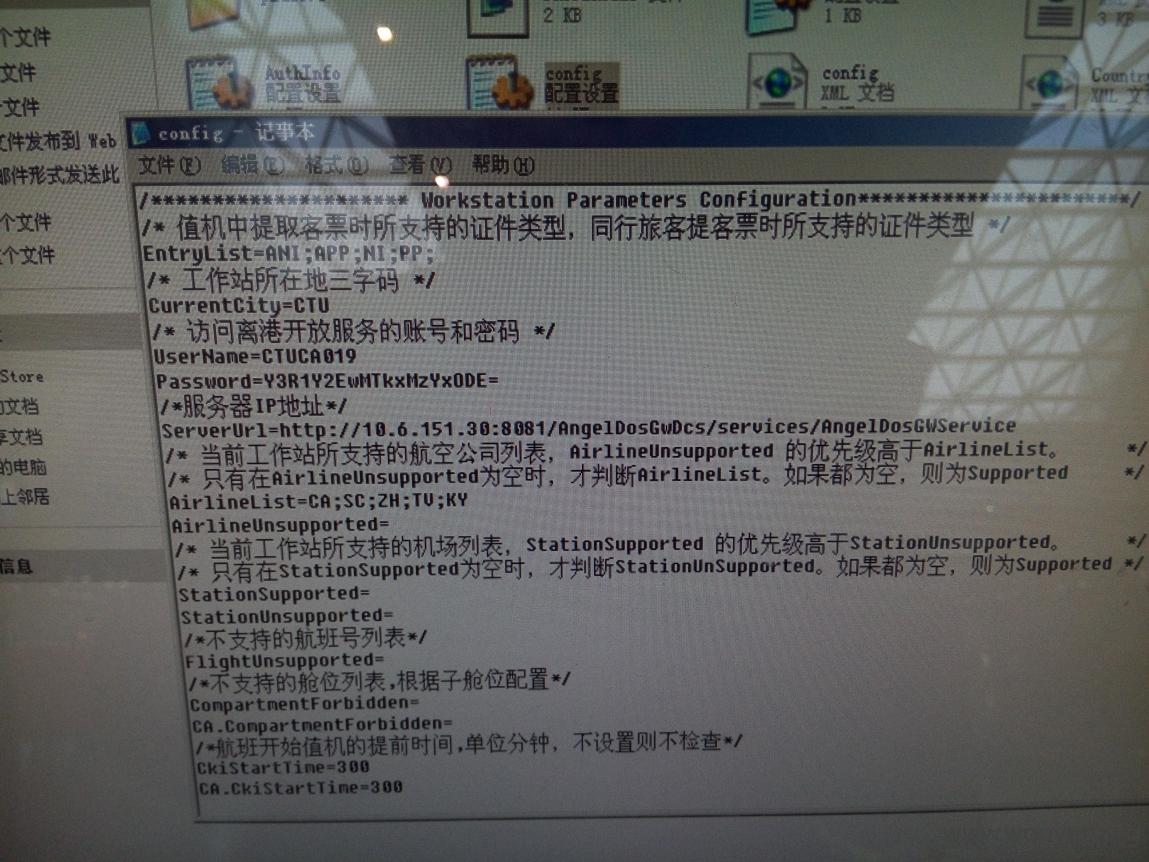 2 KB
1 KB
3 KB
个文件
文件
个文件
文件发布到 Web
邮件形式发送此
个文件
个文件
Store
的文档
享文档
的电脑
上邻居
信息
AuthInfo
配置设置
config
配置设置
config
XML 文档
Country
XML 文
config - 记事本
文件(F) 编辑(E) 格式(O) 查看(V) 帮助(H)
/********************* Workstation Parameters Configuration**********************/
/* 值机中提取客票时所支持的证件类型，同行旅客提客票时所支持的证件类型 */
EntryList=ANI;APP;NI;PP;
/* 工作站所在地三字码 */
CurrentCity=CTU
/* 访问离港开放服务的账号和密码 */
UserName=CTUCA019
Password=Y3R1Y2EwMTkxMzYxODE=
/*服务器IP地址*/
ServerUrl=http://10.6.151.30:8081/AngelDosGwDcs/services/AngelDosGWService
/* 当前工作站所支持的航空公司列表，AirlineUnsupported 的优先级高于AirlineList。 */
/* 只有在AirlineUnsupported为空时，才判断AirlineList。如果都为空，则为Supported */
AirlineList=CA;SC;ZH;TV;KY
AirlineUnsupported=
/* 当前工作站所支持的机场列表，StationSupported 的优先级高于StationUnsupported。 */
/* 只有在StationSupported为空时，才判断StationUnSupported。如果都为空，则为Supported */
StationSupported=
StationUnsupported=
/*不支持的航班号列表*/
FlightUnsupported=
/*不支持的舱位列表,根据子舱位配置*/
CompartmentForbidden=
CA.CompartmentForbidden=
/*航班开始值机的提前时间,单位分钟，不设置则不检查*/
CkiStartTime=300
CA.CkiStartTime=300